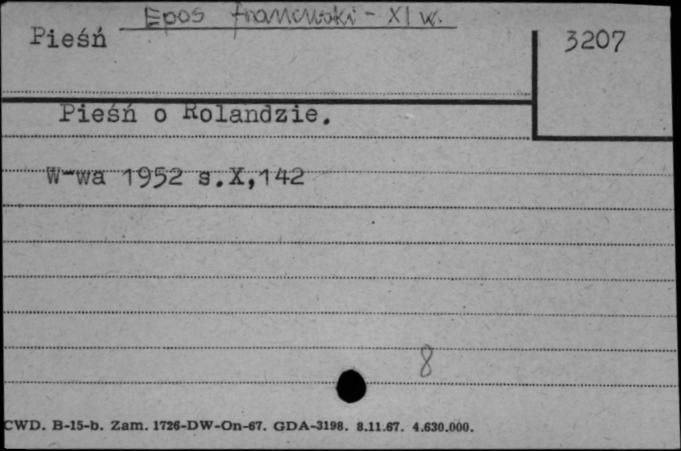 Epos francuski - XI w.
Pieśń
3207
Pieśń o Rolandzie.
W-wa 1952 s.X,142
8
CWD. B-15-b. Zam. 1726-DW-On-67. GDA-3198. 8.11.67. 4.630.000.